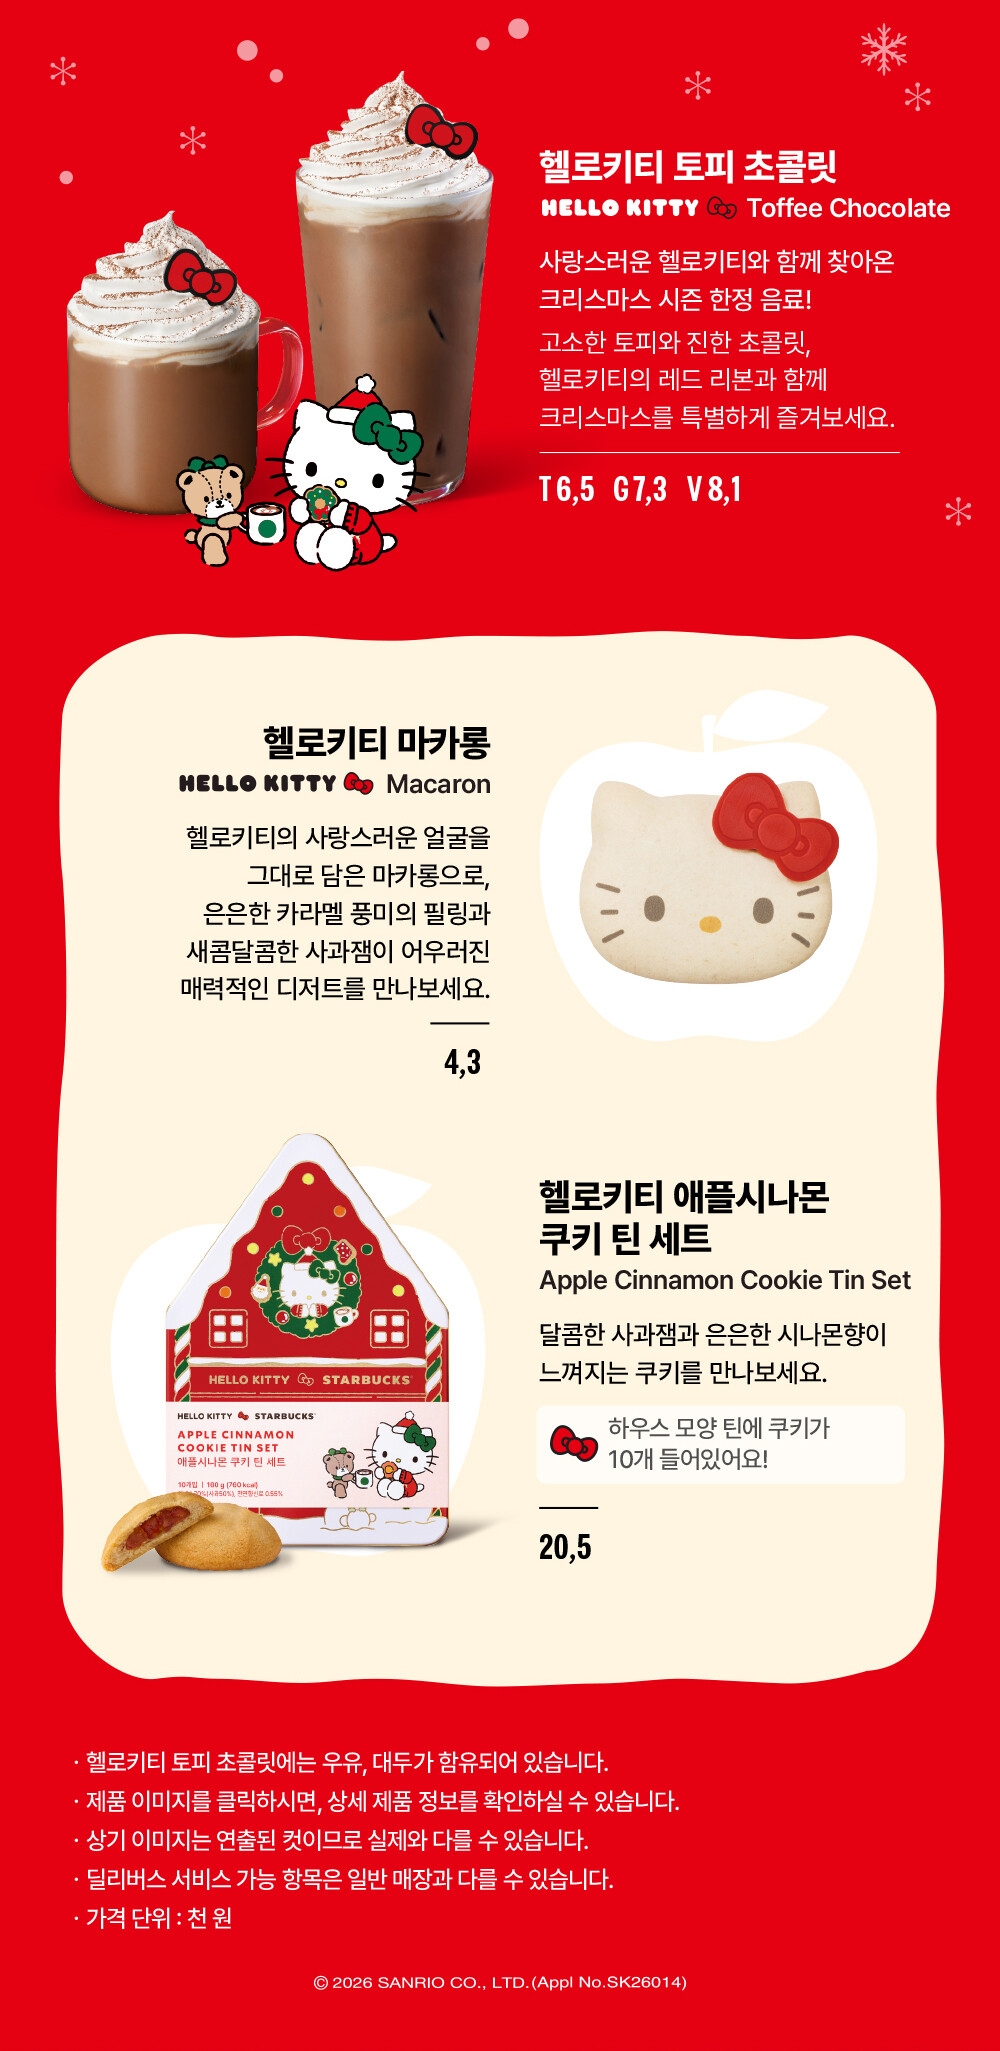 헬로키티 토피 초콜릿
HELLO KITTY Toffee Chocolate
사랑스러운 헬로키티와 함께 찾아온
크리스마스 시즌 한정 음료!
고소한 토피와 진한 초콜릿,
헬로키티의 레드 리본과 함께
크리스마스를 특별하게 즐겨보세요.
T 6,5 G 7,3 V 8,1
헬로키티 마카롱
HELLO KITTY Macaron
헬로키티의 사랑스러운 얼굴을
그대로 담은 마카롱으로,
은은한 카라멜 풍미의 필링과
새콤달콤한 사과잼이 어우러진
매력적인 디저트를 만나보세요.
4,3
HELLO KITTY STARBUCKS
HELLO KITTY STARBUCKS
APPLE CINNAMON
COOKIE TIN SET
애플시나몬 쿠키 틴 세트
10개입 | 160 g (760 kcal)
헬로키티 애플시나몬
쿠키 틴 세트
Apple Cinnamon Cookie Tin Set
달콤한 사과잼과 은은한 시나몬향이
느껴지는 쿠키를 만나보세요.
하우스 모양 틴에 쿠키가
10개 들어있어요!
20,5
· 헬로키티 토피 초콜릿에는 우유, 대두가 함유되어 있습니다.
· 제품 이미지를 클릭하시면, 상세 제품 정보를 확인하실 수 있습니다.
· 상기 이미지는 연출된 컷이므로 실제와 다를 수 있습니다.
· 딜리버스 서비스 가능 항목은 일반 매장과 다를 수 있습니다.
· 가격 단위 : 천 원
© 2026 SANRIO CO., LTD.(Appl No.SK26014)